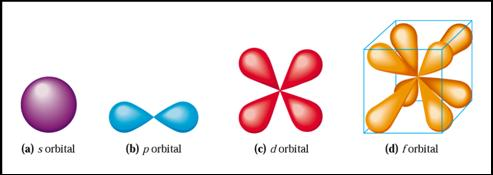 (a) s orbital
(b) p orbital
(c) d orbital
(d) f orbital